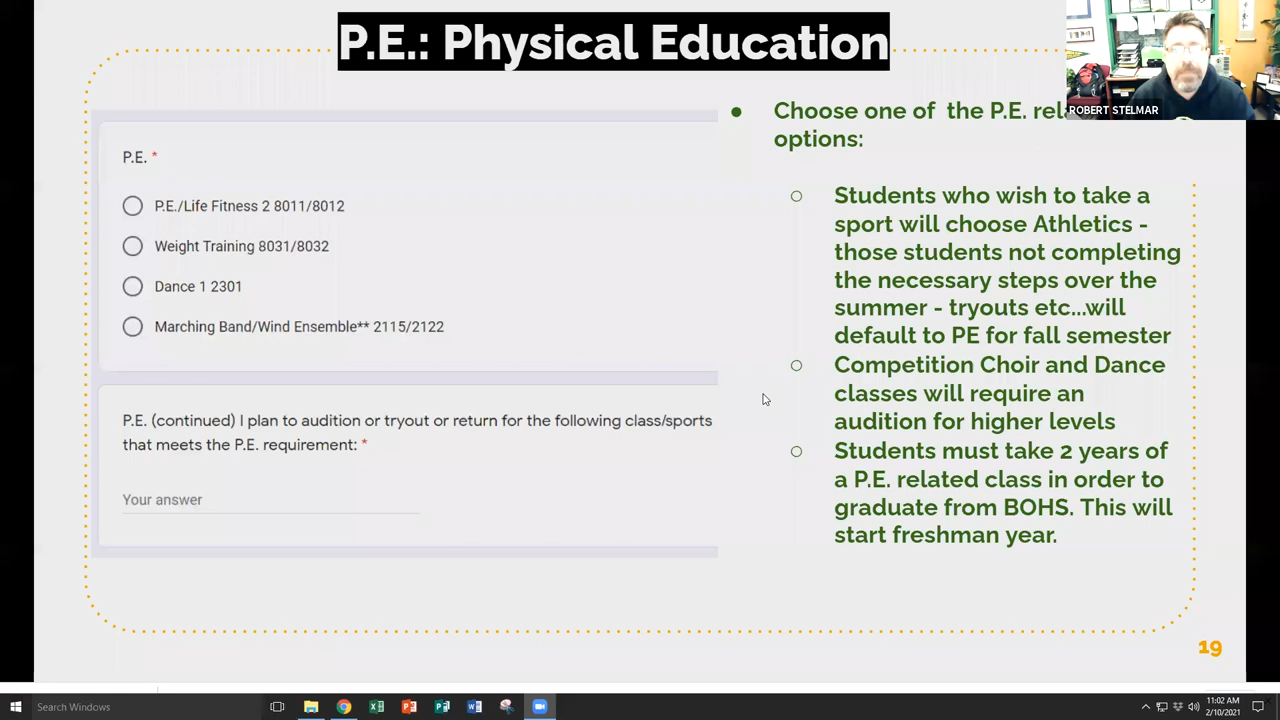 P.E.: Physical Education
ROBERT STELMAR
P.E. *
P.E./Life Fitness 2 8011/8012
Weight Training 8031/8032
Dance 1 2301
Marching Band/Wind Ensemble** 2115/2122
P.E. (continued) I plan to audition or tryout or return for the following class/sports
that meets the P.E. requirement: *
Your answer
Choose one of the P.E.
options:
Students who wish to take a
sport will choose Athletics -
those students not completing
the necessary steps over the
summer - tryouts etc...will
default to PE for fall semester
Competition Choir and Dance
classes will require an
audition for higher levels
Students must take 2 years of
a P.E. related class in order to
graduate from BOHS. This will
start freshman year.
19
Search Windows
11:02 AM
2/10/2021